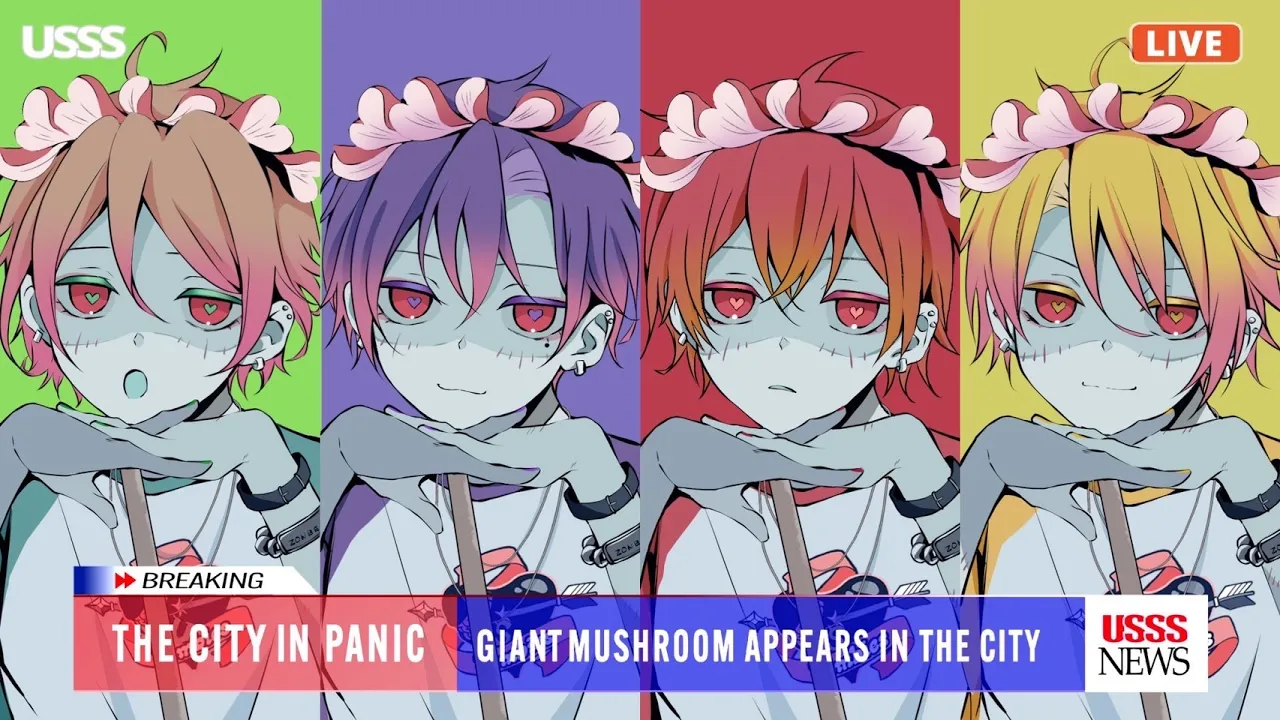 USSS
LIVE
BREAKING
THE CITY IN PANIC
GIANT MUSHROOM APPEARS IN THE CITY
USSS
NEWS